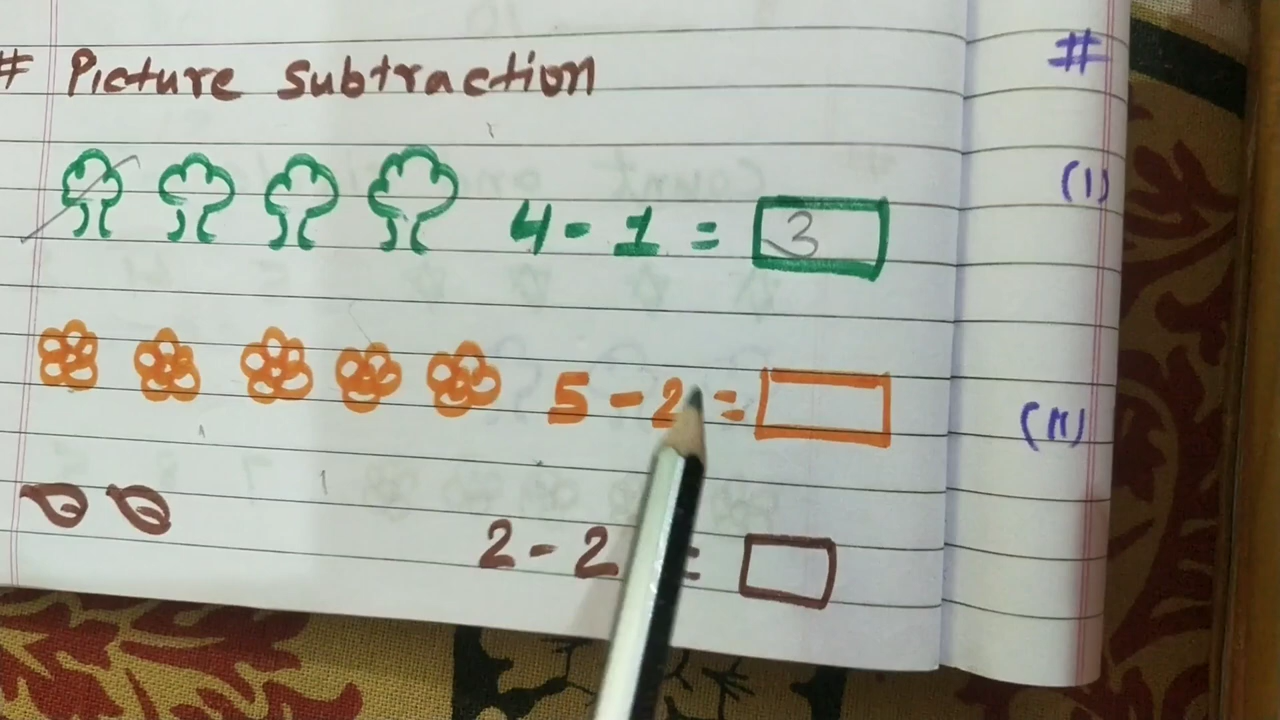 # Picture Subtraction #
4 - 1 = 3 (I)
5 - 2 = (II)
2 - 2 =